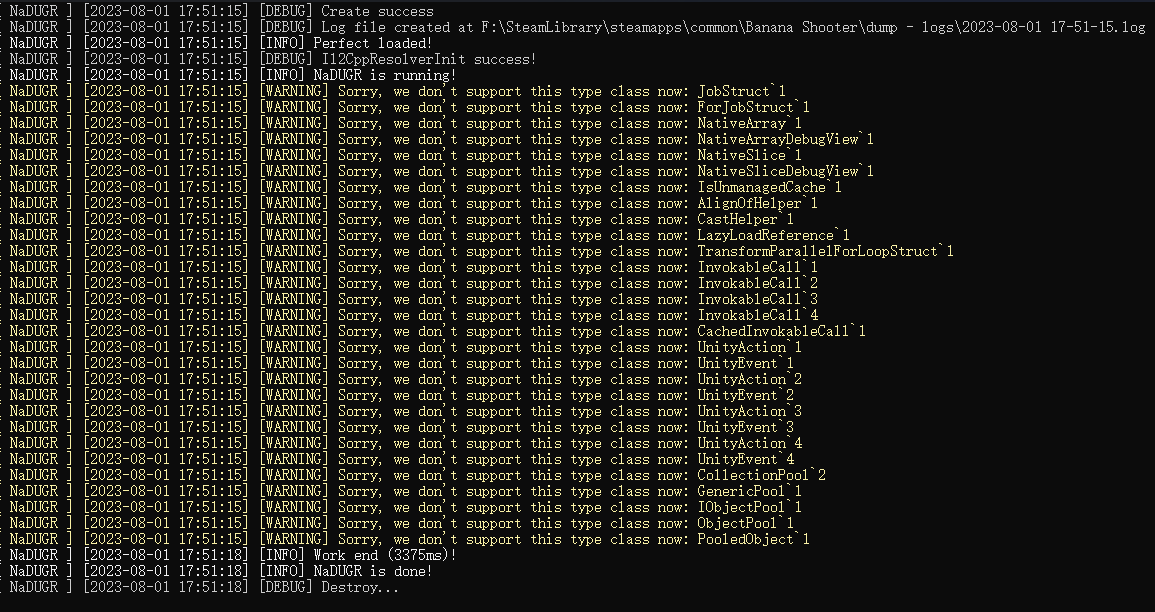 [ NaDUGR ] [2023-08-01 17:51:15] [DEBUG] Create success
[ NaDUGR ] [2023-08-01 17:51:15] [DEBUG] Log file created at F:\SteamLibrary\steamapps\common\Banana Shooter\dump - logs\2023-08-01 17-51-15.log
[ NaDUGR ] [2023-08-01 17:51:15] [INFO] Perfect loaded!
[ NaDUGR ] [2023-08-01 17:51:15] [DEBUG] Il2CppResolverInit success!
[ NaDUGR ] [2023-08-01 17:51:15] [INFO] NaDUGR is running!
[ NaDUGR ] [2023-08-01 17:51:15] [WARNING] Sorry, we don't support this type class now: JobStruct`1
[ NaDUGR ] [2023-08-01 17:51:15] [WARNING] Sorry, we don't support this type class now: ForJobStruct`1
[ NaDUGR ] [2023-08-01 17:51:15] [WARNING] Sorry, we don't support this type class now: NativeArray`1
[ NaDUGR ] [2023-08-01 17:51:15] [WARNING] Sorry, we don't support this type class now: NativeArrayDebugView`1
[ NaDUGR ] [2023-08-01 17:51:15] [WARNING] Sorry, we don't support this type class now: NativeSlice`1
[ NaDUGR ] [2023-08-01 17:51:15] [WARNING] Sorry, we don't support this type class now: NativeSliceDebugView`1
[ NaDUGR ] [2023-08-01 17:51:15] [WARNING] Sorry, we don't support this type class now: IsUnmanagedCache`1
[ NaDUGR ] [2023-08-01 17:51:15] [WARNING] Sorry, we don't support this type class now: AlignOfHelper`1
[ NaDUGR ] [2023-08-01 17:51:15] [WARNING] Sorry, we don't support this type class now: CastHelper`1
[ NaDUGR ] [2023-08-01 17:51:15] [WARNING] Sorry, we don't support this type class now: LazyLoadReference`1
[ NaDUGR ] [2023-08-01 17:51:15] [WARNING] Sorry, we don't support this type class now: TransformParallelForLoopStruct`1
[ NaDUGR ] [2023-08-01 17:51:15] [WARNING] Sorry, we don't support this type class now: InvokableCall`1
[ NaDUGR ] [2023-08-01 17:51:15] [WARNING] Sorry, we don't support this type class now: InvokableCall`2
[ NaDUGR ] [2023-08-01 17:51:15] [WARNING] Sorry, we don't support this type class now: InvokableCall`3
[ NaDUGR ] [2023-08-01 17:51:15] [WARNING] Sorry, we don't support this type class now: InvokableCall`4
[ NaDUGR ] [2023-08-01 17:51:15] [WARNING] Sorry, we don't support this type class now: CachedInvokableCall`1
[ NaDUGR ] [2023-08-01 17:51:15] [WARNING] Sorry, we don't support this type class now: UnityAction`1
[ NaDUGR ] [2023-08-01 17:51:15] [WARNING] Sorry, we don't support this type class now: UnityEvent`1
[ NaDUGR ] [2023-08-01 17:51:15] [WARNING] Sorry, we don't support this type class now: UnityAction`2
[ NaDUGR ] [2023-08-01 17:51:15] [WARNING] Sorry, we don't support this type class now: UnityEvent`2
[ NaDUGR ] [2023-08-01 17:51:15] [WARNING] Sorry, we don't support this type class now: UnityAction`3
[ NaDUGR ] [2023-08-01 17:51:15] [WARNING] Sorry, we don't support this type class now: UnityEvent`3
[ NaDUGR ] [2023-08-01 17:51:15] [WARNING] Sorry, we don't support this type class now: UnityAction`4
[ NaDUGR ] [2023-08-01 17:51:15] [WARNING] Sorry, we don't support this type class now: UnityEvent`4
[ NaDUGR ] [2023-08-01 17:51:15] [WARNING] Sorry, we don't support this type class now: CollectionPool`2
[ NaDUGR ] [2023-08-01 17:51:15] [WARNING] Sorry, we don't support this type class now: GenericPool`1
[ NaDUGR ] [2023-08-01 17:51:15] [WARNING] Sorry, we don't support this type class now: IObjectPool`1
[ NaDUGR ] [2023-08-01 17:51:15] [WARNING] Sorry, we don't support this type class now: ObjectPool`1
[ NaDUGR ] [2023-08-01 17:51:15] [WARNING] Sorry, we don't support this type class now: PooledObject`1
[ NaDUGR ] [2023-08-01 17:51:18] [INFO] Work end (3375ms)!
[ NaDUGR ] [2023-08-01 17:51:18] [INFO] NaDUGR is done!
[ NaDUGR ] [2023-08-01 17:51:18] [DEBUG] Destroy...